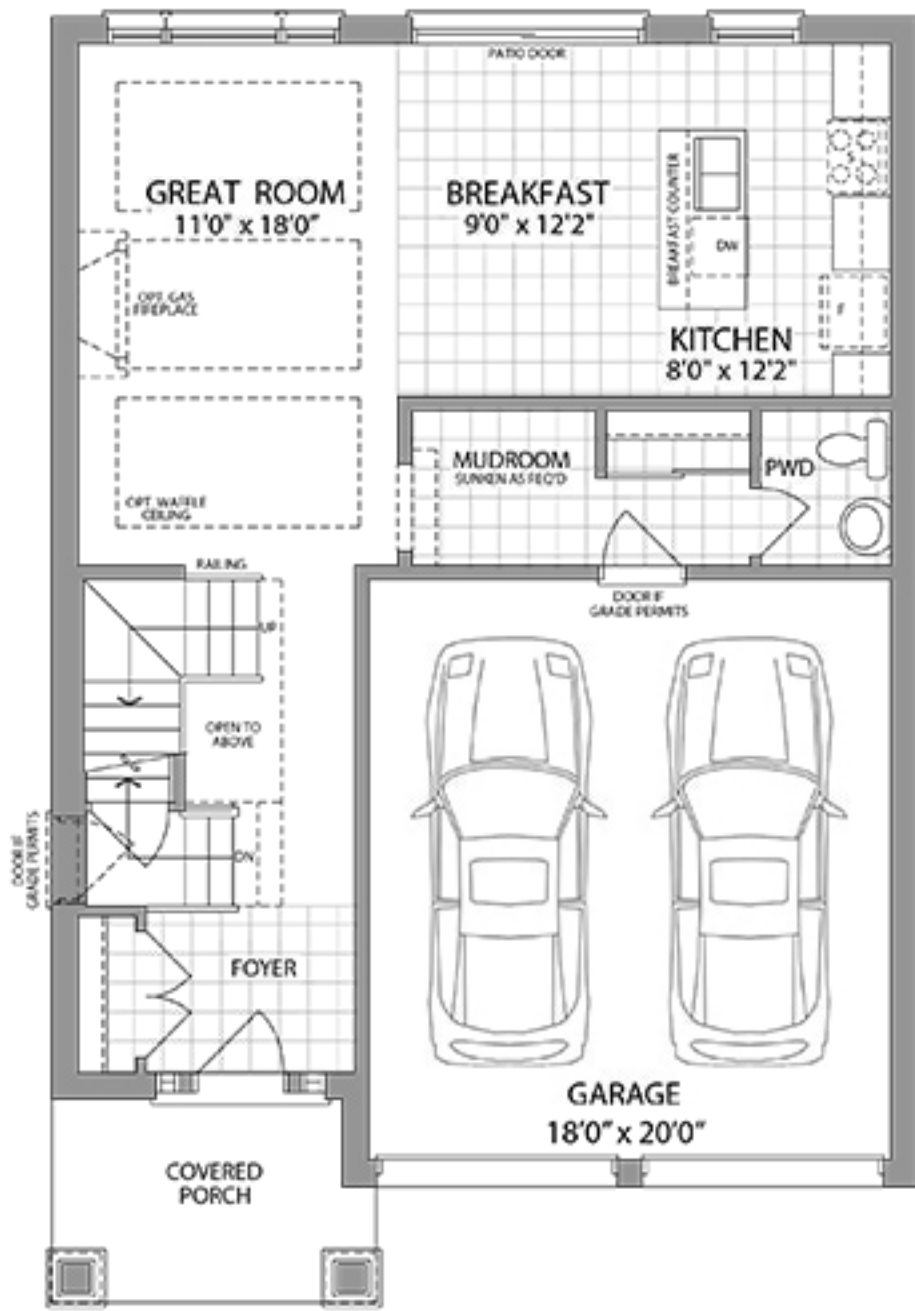 PATIO DOOR
GREAT ROOM
11'0" x 18'0"
BREAKFAST
9'0" x 12'2"
BREAKFAST COUNTER
DW
OPT. GAS
FIREPLACE
F
KITCHEN
8'0" x 12'2"
MUDROOM
SUNKEN AS REQ'D
PWD
OPT. WAFFLE
CEILING
RAILING
DOOR IF
GRADE PERMITS
UP
OPEN TO
ABOVE
DOOR IF
GRADE PERMITS
DN
FOYER
GARAGE
18'0" x 20'0"
COVERED
PORCH